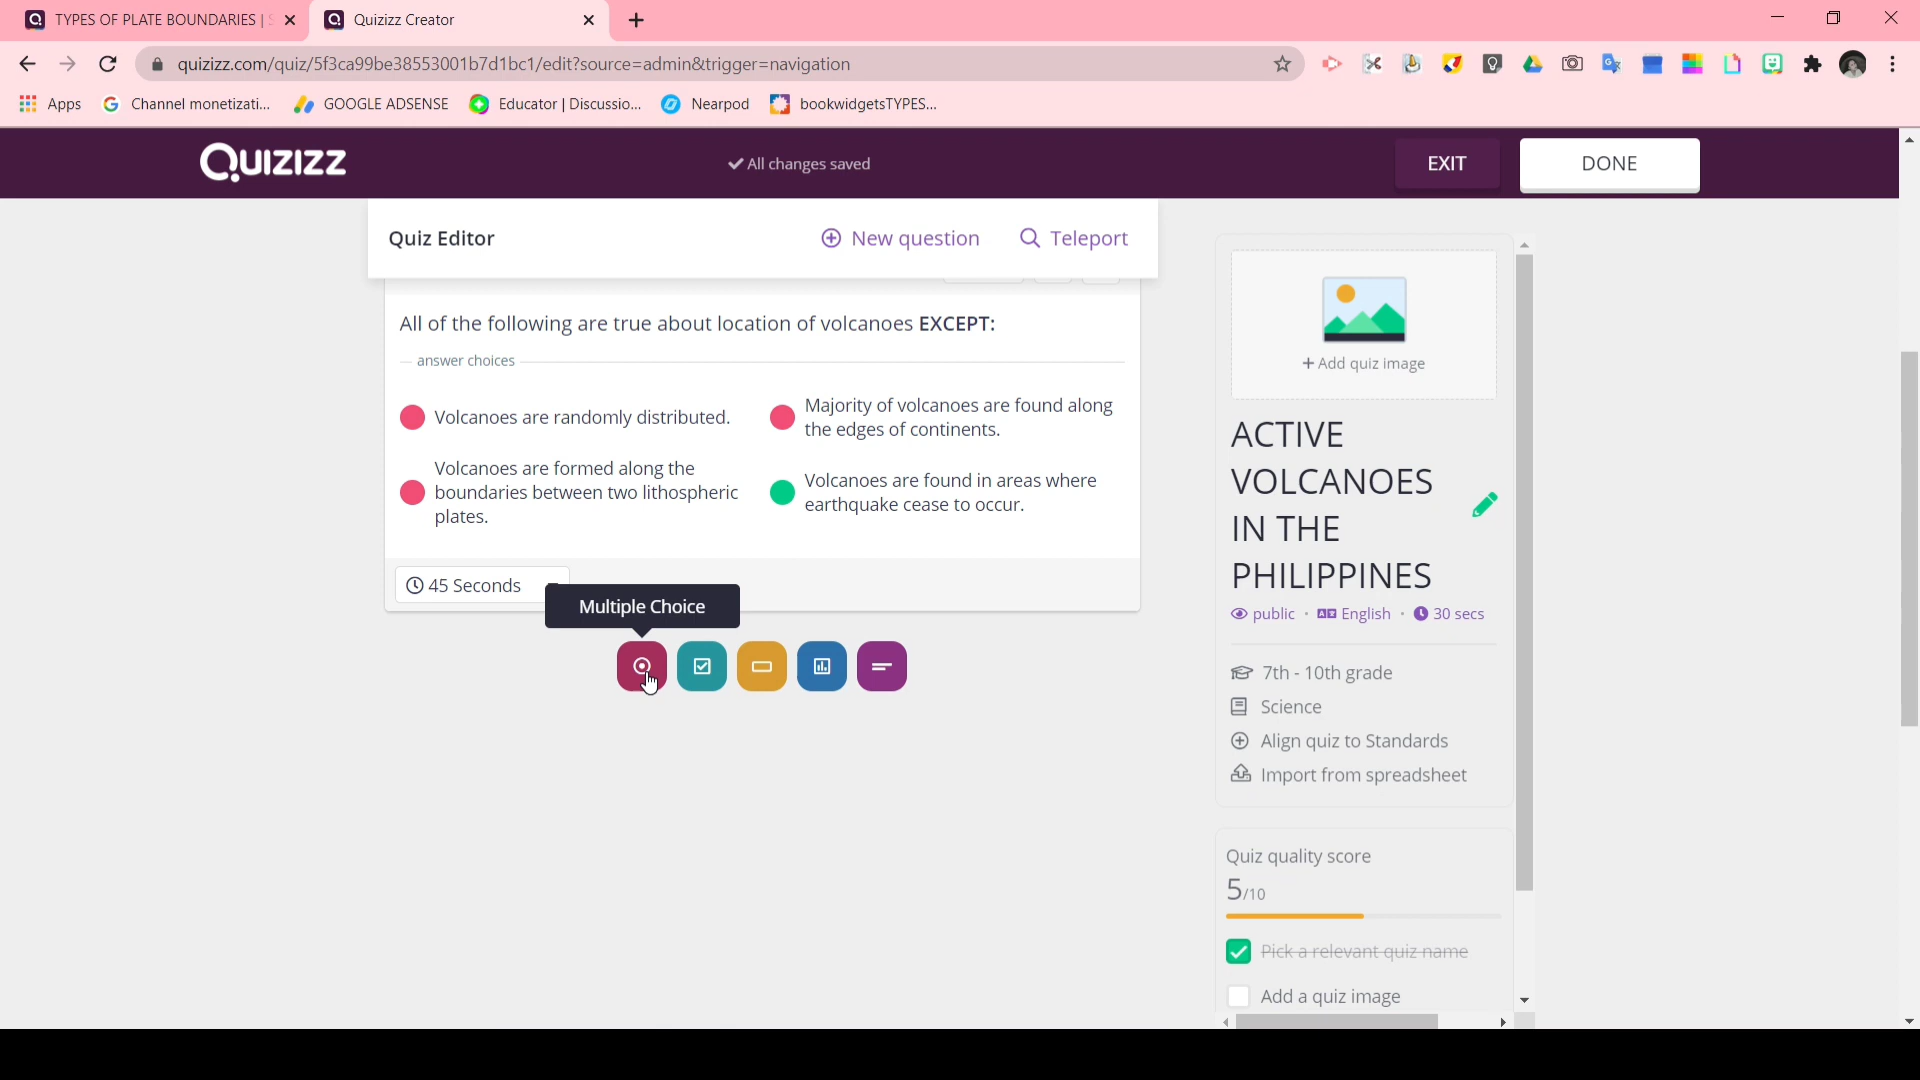 TYPES OF PLATE BOUNDARIES |
Quizizz Creator
quizizz.com/quiz/5f3ca99be38553001b7d1bc1/edit?source=admin&trigger=navigation
Apps
Channel monetizati...
GOOGLE ADSENSE
Educator | Discussio...
Nearpod
bookwidgetsTYPES...
QUIZIZZ
All changes saved
EXIT
DONE
Quiz Editor
New question
Teleport
All of the following are true about location of volcanoes EXCEPT:
answer choices
Volcanoes are randomly distributed.
Majority of volcanoes are found along
the edges of continents.
Volcanoes are formed along the
boundaries between two lithospheric
plates.
Volcanoes are found in areas where
earthquake cease to occur.
45 Seconds
Multiple Choice
+ Add quiz image
ACTIVE
VOLCANOES
IN THE
PHILIPPINES
public · English · 30 secs
7th - 10th grade
Science
Align quiz to Standards
Import from spreadsheet
Quiz quality score
5/10
Pick a relevant quiz name
Add a quiz image